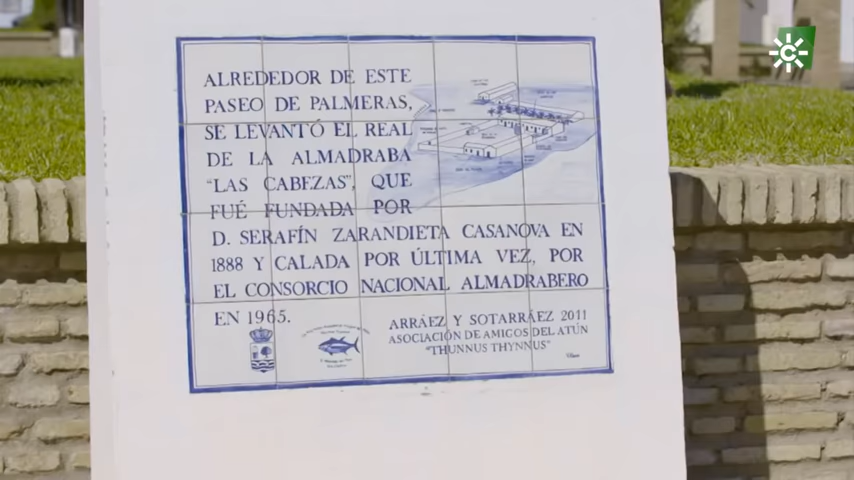 ALREDEDOR DE ESTE
PASEO DE PALMERAS,
SE LEVANTÓ EL REAL
DE LA ALMADRABA
"LAS CABEZAS", QUE
FUÉ FUNDADA POR
D. SERAFÍN ZARANDIETA CASANOVA EN
1888 Y CALADA POR ÚLTIMA VEZ, POR
EL CONSORCIO NACIONAL ALMADRABERO
EN 1965.
ARRÁEZ Y SOTARRÁEZ 2011
ASOCIACIÓN DE AMIGOS DEL ATÚN
"THUNNUS THYNNUS"